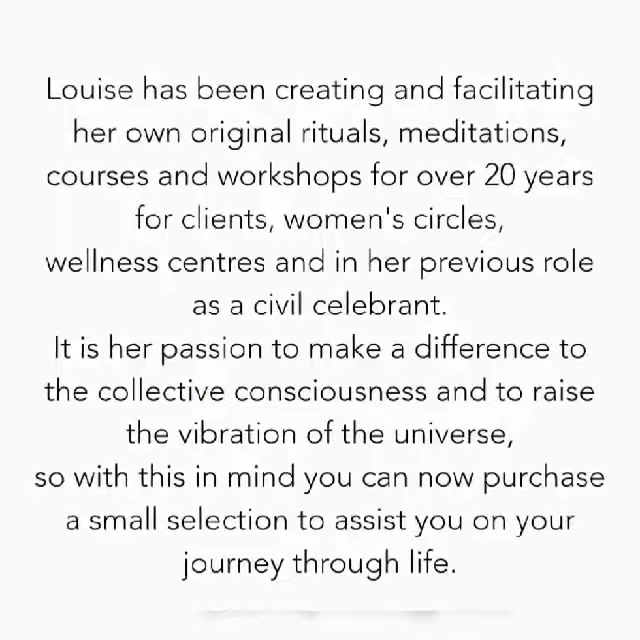 Louise has been creating and facilitating
her own original rituals, meditations,
courses and workshops for over 20 years
for clients, women's circles,
wellness centres and in her previous role
as a civil celebrant.
It is her passion to make a difference to
the collective consciousness and to raise
the vibration of the universe,
so with this in mind you can now purchase
a small selection to assist you on your
journey through life.